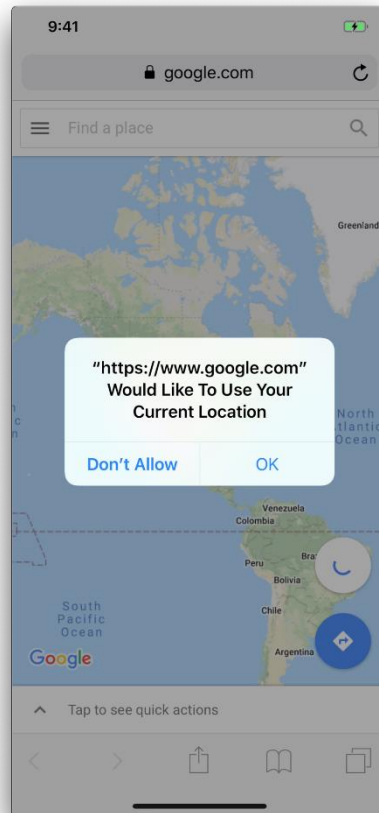 9:41
google.com
Find a place
Greenland
“https://www.google.com”
Would Like To Use Your
Current Location
Don’t Allow
OK
North
Ocean
Venezuela
Colombia
Peru
Bolivia
Chile
South
Pacific
Ocean
Argentina
Google
Tap to see quick actions